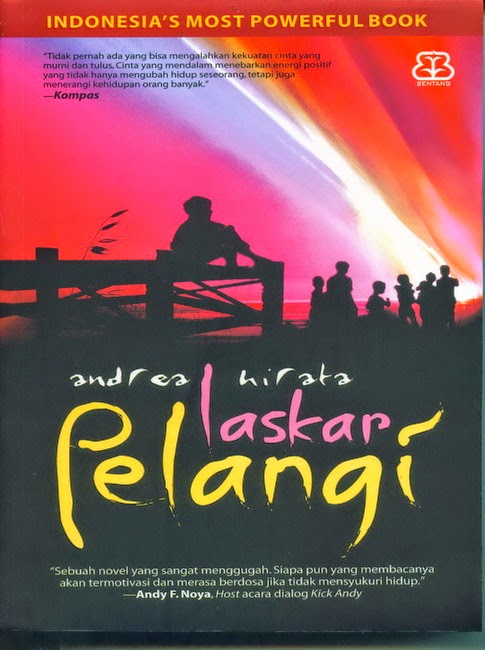 INDONESIA'S MOST POWERFUL BOOK
"Tidak pernah ada yang bisa mengalahkan kekuatan cinta yang
murni dan tulus. Cinta yang mendalam menebarkan energi positif
yang tidak hanya mengubah hidup seseorang, tetapi juga
menerangi kehidupan orang banyak."
—Kompas
BENTANG
andrea hirata
laskar
Pelangi
"Sebuah novel yang sangat menggugah. Siapa pun yang membacanya
akan termotivasi dan merasa berdosa jika tidak mensyukuri hidup."
—Andy F. Noya, Host acara dialog Kick Andy